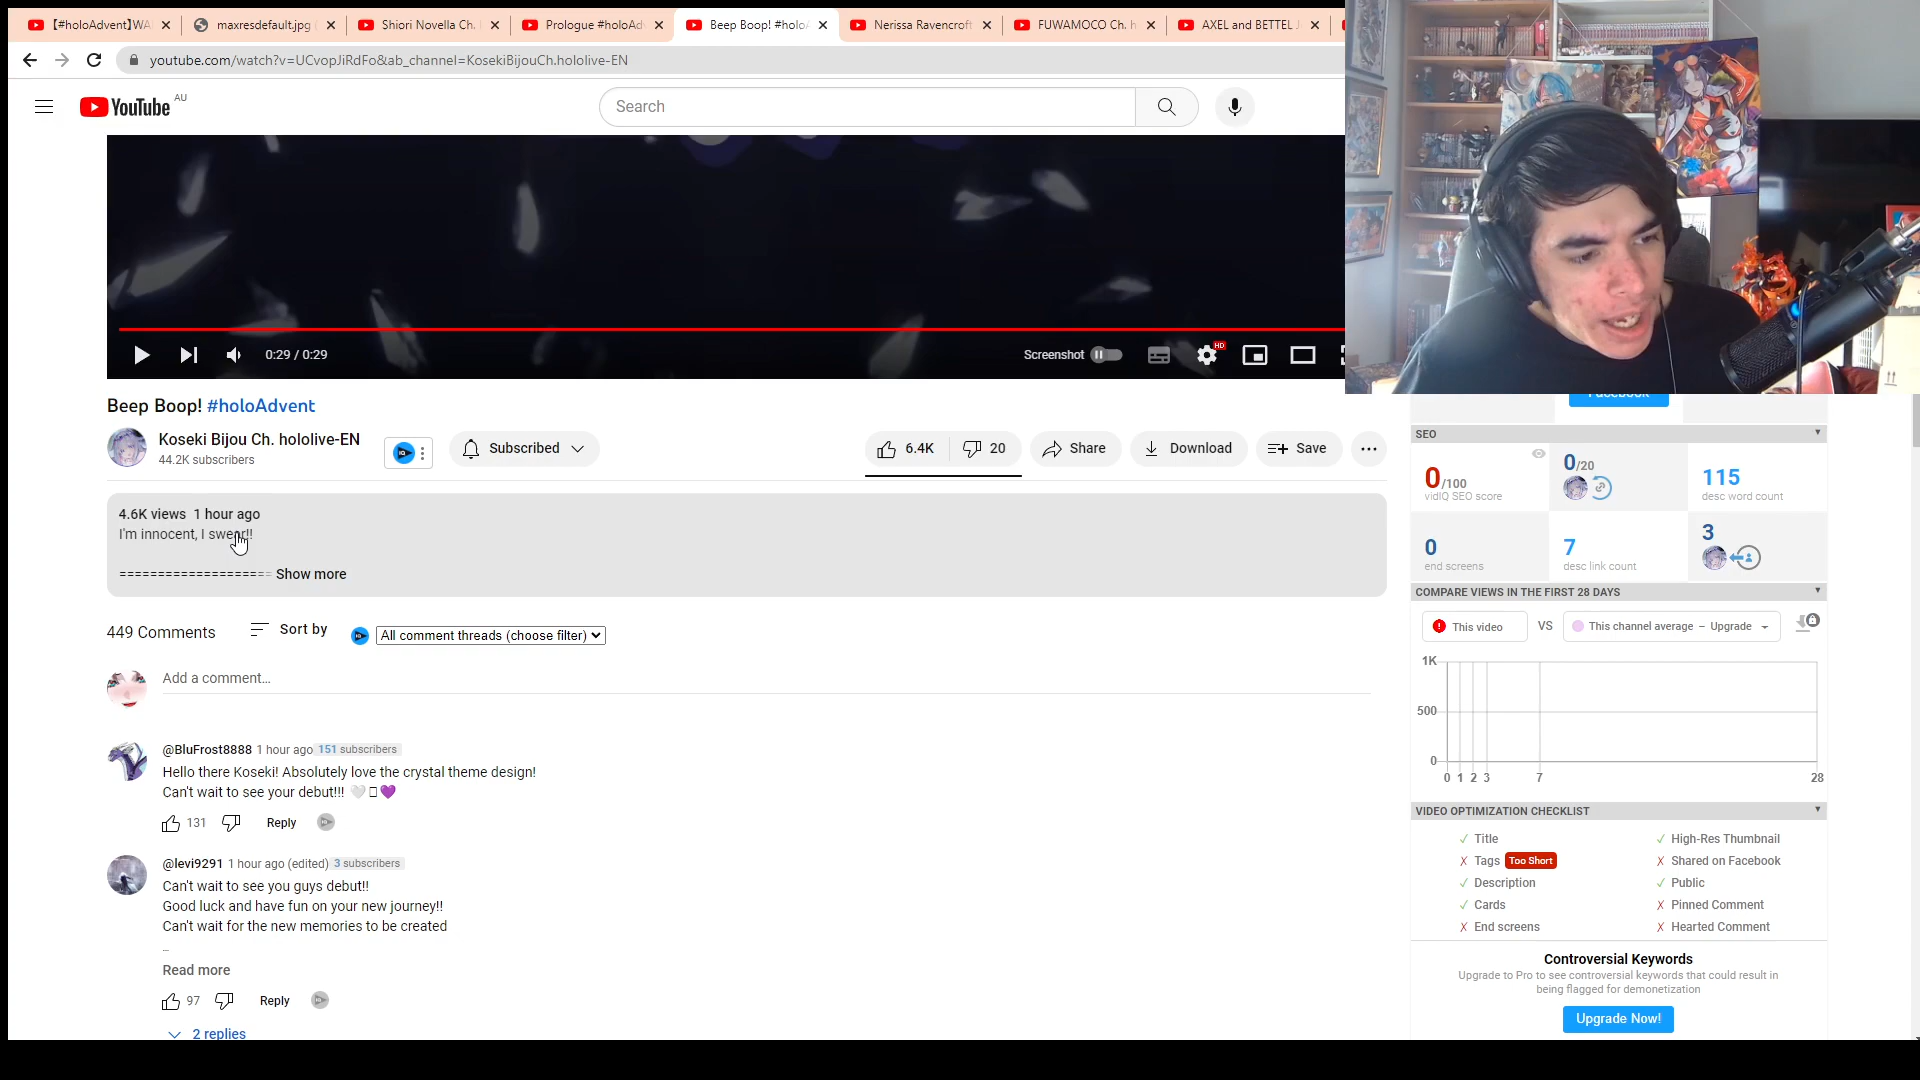 【#holoAdvent】WA
maxresdefault.jpg
Shiori Novella Ch.
Prologue #holoAd
Beep Boop! #holo
Nerissa Ravencroft
FUWAMOCO Ch. h
AXEL and BETTEL
youtube.com/watch?v=UCvopJiRdFo&ab_channel=KosekiBijouCh.hololive-EN
YouTube AU
Search
0:29 / 0:29
Screenshot
HD
Beep Boop! #holoAdvent
Koseki Bijou Ch. hololive-EN
44.2K subscribers
Subscribed
6.4K
20
Share
Download
Save
4.6K views 1 hour ago
I'm innocent, I swear!!
==================== Show more
449 Comments
Sort by
All comment threads (choose filter)
Add a comment...
@BluFrost8888 1 hour ago 151 subscribers
Hello there Koseki! Absolutely love the crystal theme design!
Can't wait to see your debut!!! 🤍▯💜
131
Reply
@levi9291 1 hour ago (edited) 3 subscribers
Can't wait to see you guys debut!!
Good luck and have fun on your new journey!!
Can't wait for the new memories to be created
...
Read more
97
Reply
2 replies
Facebook
SEO
0/100
vidIQ SEO score
0/20
115
desc word count
0
end screens
7
desc link count
3
COMPARE VIEWS IN THE FIRST 28 DAYS
This video
VS
This channel average – Upgrade
1K
500
0
0 1 2 3 7 28
VIDEO OPTIMIZATION CHECKLIST
✓ Title
✓ High-Res Thumbnail
✗ Tags Too Short
✗ Shared on Facebook
✓ Description
✓ Public
✓ Cards
✗ Pinned Comment
✗ End screens
✗ Hearted Comment
Controversial Keywords
Upgrade to Pro to see controversial keywords that could result in
being flagged for demonetization
Upgrade Now!